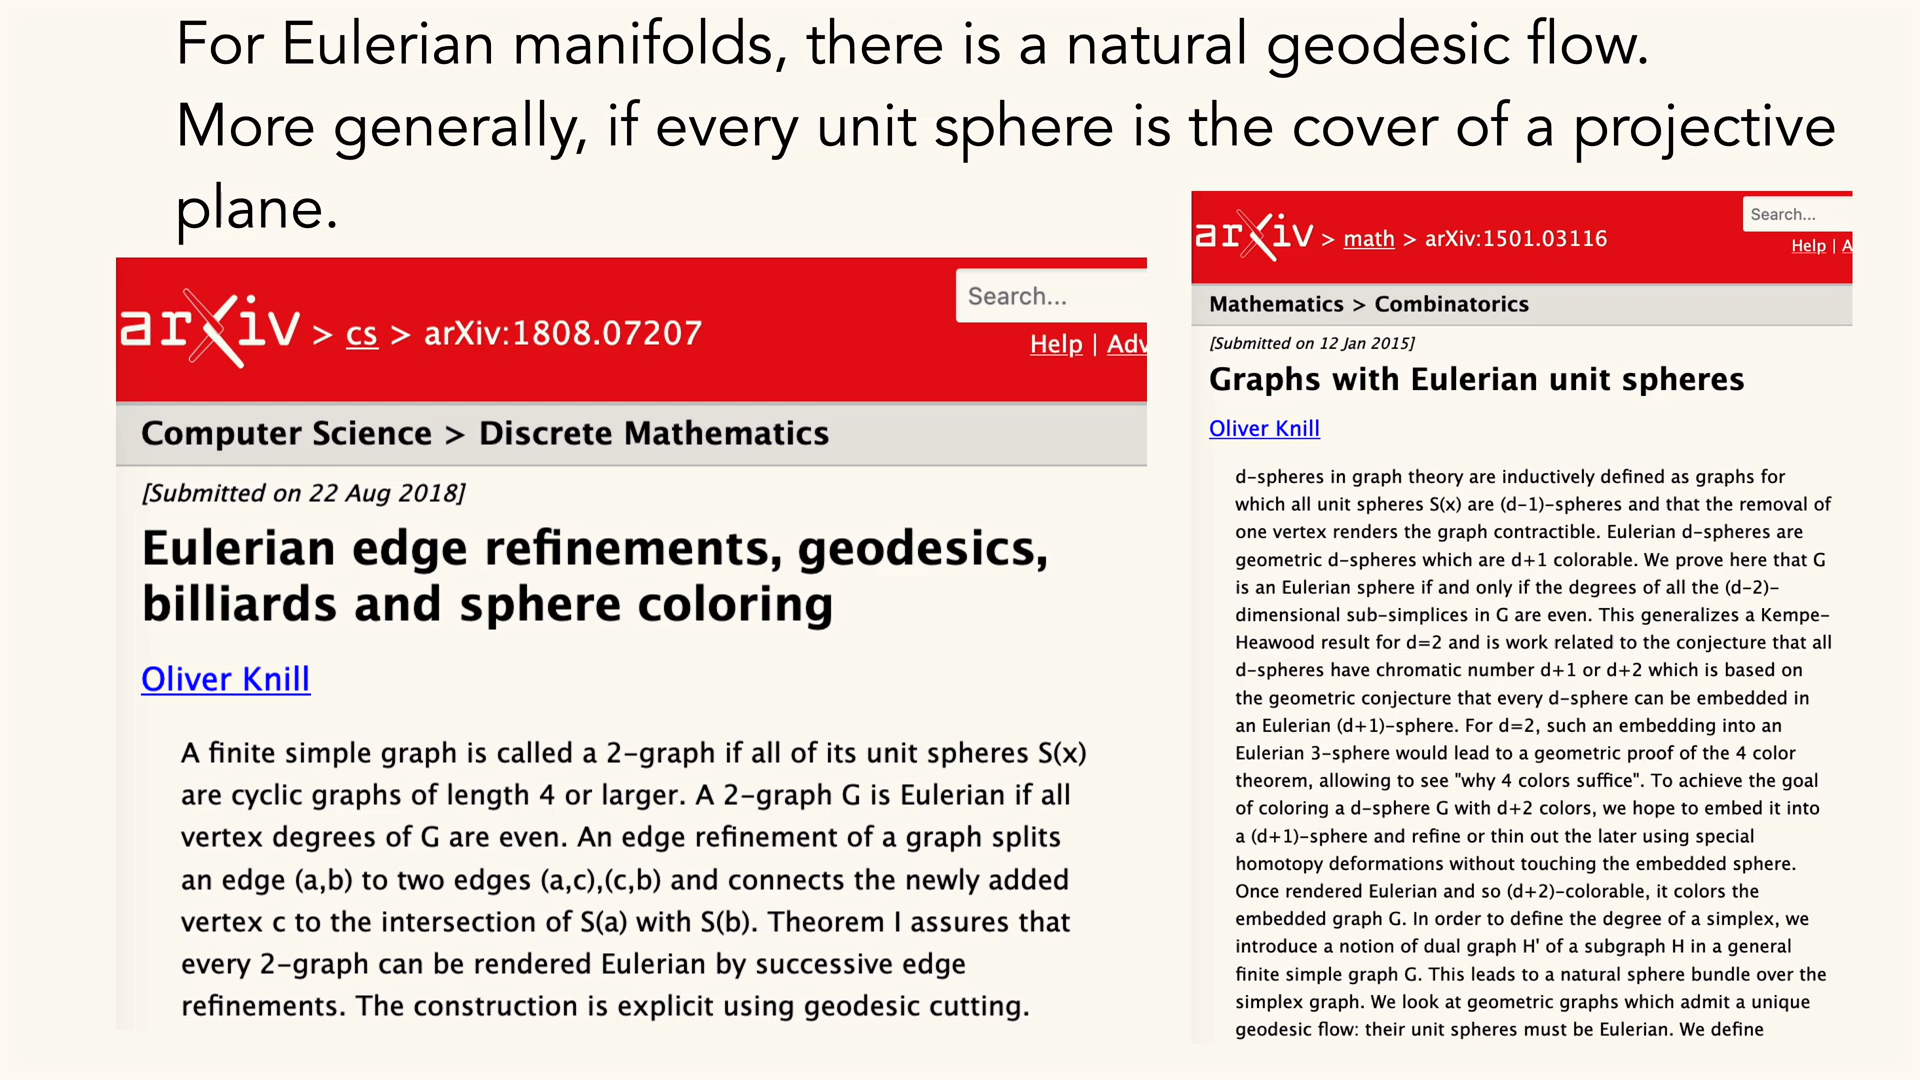 For Eulerian manifolds, there is a natural geodesic flow.
More generally, if every unit sphere is the cover of a projective
plane.
arXiv > cs > arXiv:1808.07207
Search...
Help | Adv
Computer Science > Discrete Mathematics
[Submitted on 22 Aug 2018]
Eulerian edge refinements, geodesics,
billiards and sphere coloring
Oliver Knill
A finite simple graph is called a 2-graph if all of its unit spheres S(x)
are cyclic graphs of length 4 or larger. A 2-graph G is Eulerian if all
vertex degrees of G are even. An edge refinement of a graph splits
an edge (a,b) to two edges (a,c),(c,b) and connects the newly added
vertex c to the intersection of S(a) with S(b). Theorem I assures that
every 2-graph can be rendered Eulerian by successive edge
refinements. The construction is explicit using geodesic cutting.
arXiv > math > arXiv:1501.03116
Search...
Help | A
Mathematics > Combinatorics
[Submitted on 12 Jan 2015]
Graphs with Eulerian unit spheres
Oliver Knill
d-spheres in graph theory are inductively defined as graphs for
which all unit spheres S(x) are (d-1)-spheres and that the removal of
one vertex renders the graph contractible. Eulerian d-spheres are
geometric d-spheres which are d+1 colorable. We prove here that G
is an Eulerian sphere if and only if the degrees of all the (d-2)-
dimensional sub-simplices in G are even. This generalizes a Kempe-
Heawood result for d=2 and is work related to the conjecture that all
d-spheres have chromatic number d+1 or d+2 which is based on
the geometric conjecture that every d-sphere can be embedded in
an Eulerian (d+1)-sphere. For d=2, such an embedding into an
Eulerian 3-sphere would lead to a geometric proof of the 4 color
theorem, allowing to see "why 4 colors suffice". To achieve the goal
of coloring a d-sphere G with d+2 colors, we hope to embed it into
a (d+1)-sphere and refine or thin out the later using special
homotopy deformations without touching the embedded sphere.
Once rendered Eulerian and so (d+2)-colorable, it colors the
embedded graph G. In order to define the degree of a simplex, we
introduce a notion of dual graph H' of a subgraph H in a general
finite simple graph G. This leads to a natural sphere bundle over the
simplex graph. We look at geometric graphs which admit a unique
geodesic flow: their unit spheres must be Eulerian. We define